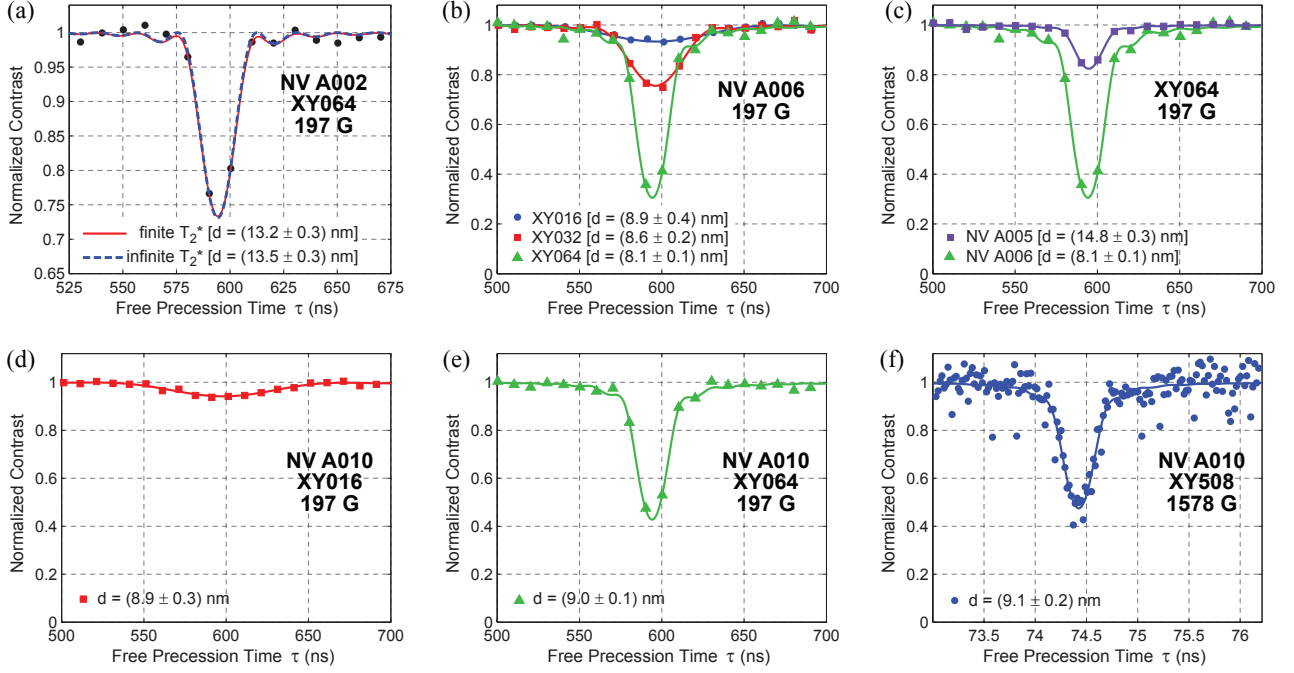 (a)
1
0.95
0.9
0.85
0.8
0.75
0.7
0.65
Normalized Contrast
NV A002
XY064
197 G
finite T₂* [d = (13.2 ± 0.3) nm]
infinite T₂* [d = (13.5 ± 0.3) nm]
525 550 575 600 625 650 675
Free Precession Time τ (ns)
(b)
1
0.8
0.6
0.4
0.2
0
Normalized Contrast
NV A006
197 G
XY016 [d = (8.9 ± 0.4) nm]
XY032 [d = (8.6 ± 0.2) nm]
XY064 [d = (8.1 ± 0.1) nm]
500 550 600 650 700
Free Precession Time τ (ns)
(c)
1
0.8
0.6
0.4
0.2
0
Normalized Contrast
XY064
197 G
NV A005 [d = (14.8 ± 0.3) nm]
NV A006 [d = (8.1 ± 0.1) nm]
500 550 600 650 700
Free Precession Time τ (ns)
(d)
1
0.8
0.6
0.4
0.2
0
Normalized Contrast
NV A010
XY016
197 G
d = (8.9 ± 0.3) nm
500 550 600 650 700
Free Precession Time τ (ns)
(e)
1
0.8
0.6
0.4
0.2
0
Normalized Contrast
NV A010
XY064
197 G
d = (9.0 ± 0.1) nm
500 550 600 650 700
Free Precession Time τ (ns)
(f)
1
0.8
0.6
0.4
0.2
0
Normalized Contrast
NV A010
XY508
1578 G
d = (9.1 ± 0.2) nm
73.5 74 74.5 75 75.5 76
Free Precession Time τ (ns)